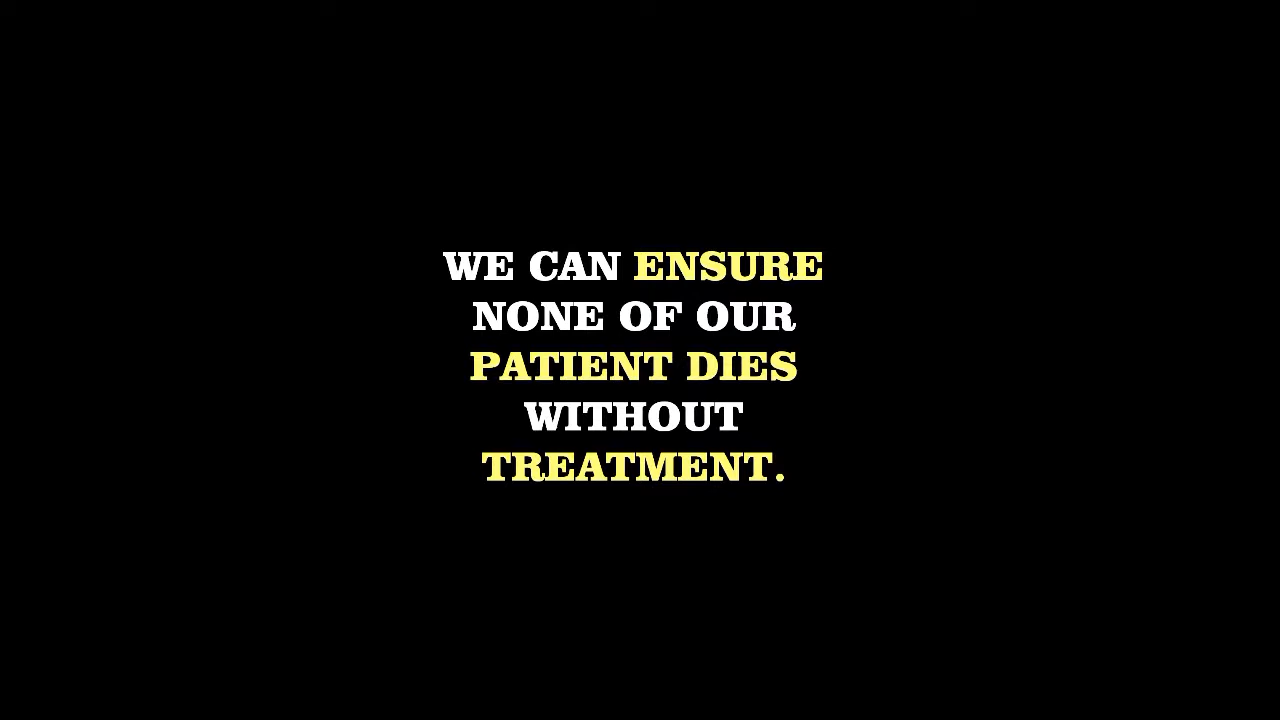 WE CAN ENSURE
NONE OF OUR
PATIENT DIES
WITHOUT
TREATMENT.